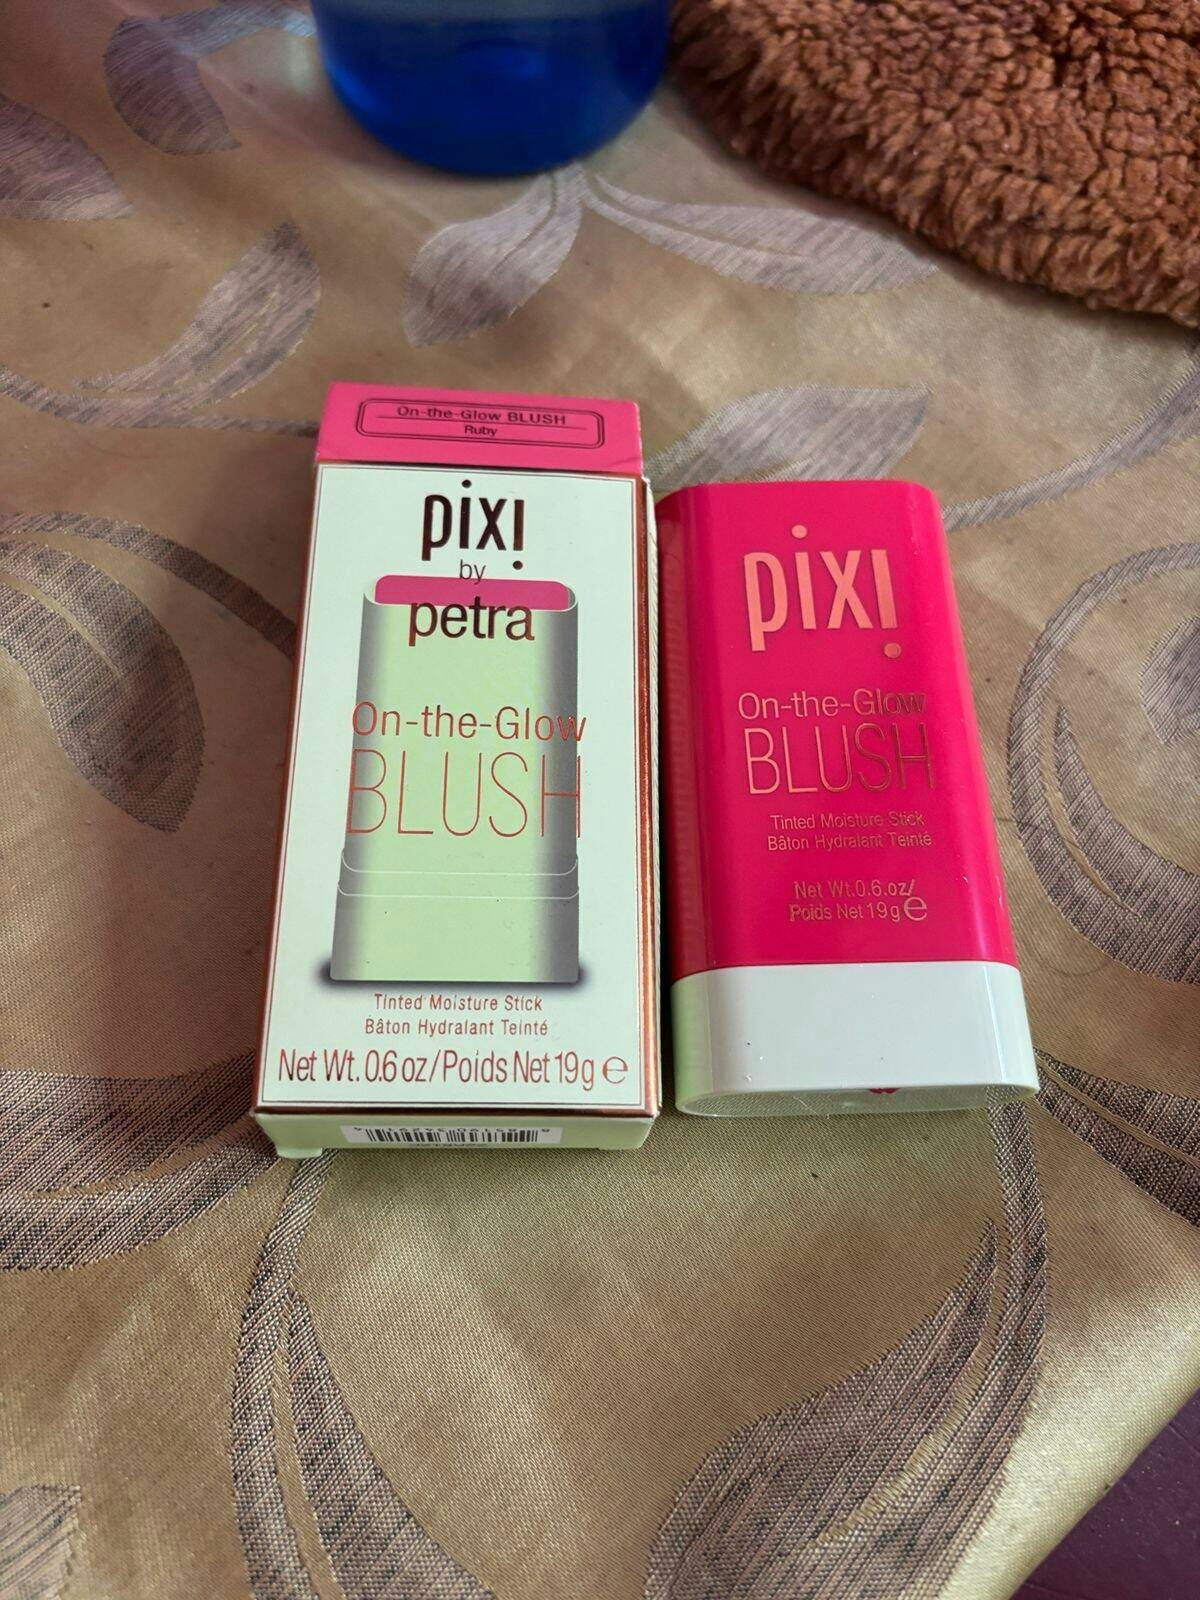 On-the-Glow BLUSH
Ruby
pixi
by
petra
On-the-Glow
BLUSH
Tinted Moisture Stick
Bâton Hydralant Teinté
Net Wt. 0.6 oz/Poids Net 19g e
pixi
On-the-Glow
BLUSH
Tinted Moisture Stick
Bâton Hydralant Teinté
Net Wt.0.6.oz/
Poids Net 19g e